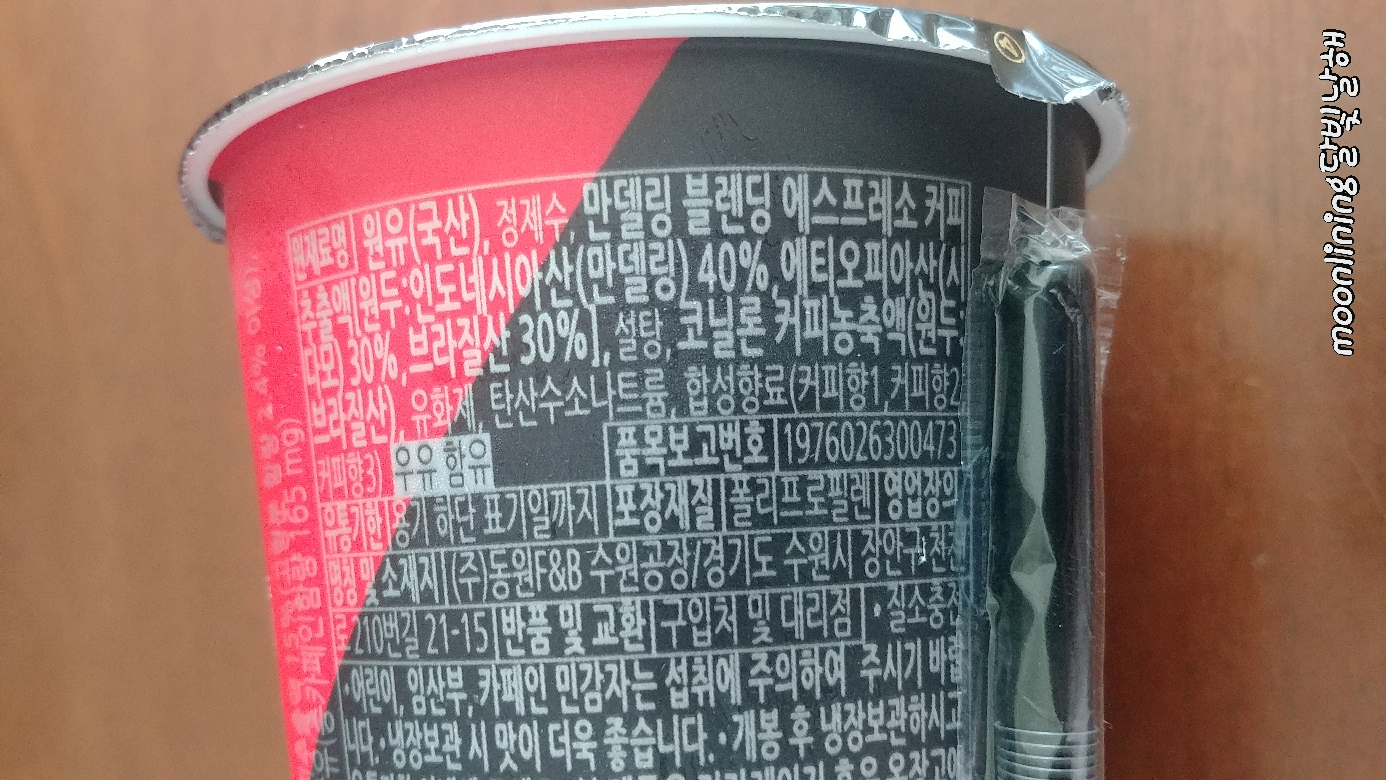 원재료명 원유(국산), 정제수, 만델링 블렌딩 에스프레소 커피
추출액[원두:인도네시아산(만델링) 40%, 에티오피아산(시
다모) 30%, 브라질산 30%], 설탕, 코닐론 커피농축액(원두:
브라질산), 유화제, 탄산수소나트륨, 합성향료(커피향1,커피향2
커피향3) 우유 함유 품목보고번호 1976026300473
유통기한 용기 하단 표기일까지 포장재질 폴리프로필렌 영업장의
명칭 및 소재지 (주)동원F&B 수원공장/경기도 수원시 장안구 천천
로210번길 21-15 반품 및 교환 구입처 및 대리점 ·질소충전
·어린이, 임산부, 카페인 민감자는 섭취에 주의하여 주시기 바랍
니다. ·냉장보관 시 맛이 더욱 좋습니다. ·개봉 후 냉장보관하시고
카페인 함량 165 mg)
moonlining달빛나눔